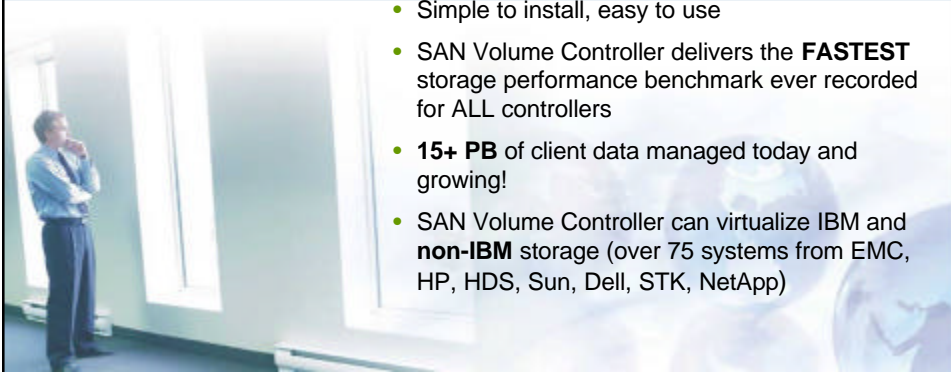 • Simple to install, easy to use
• SAN Volume Controller delivers the FASTEST
storage performance benchmark ever recorded
for ALL controllers
• 15+ PB of client data managed today and
growing!
• SAN Volume Controller can virtualize IBM and
non-IBM storage (over 75 systems from EMC,
HP, HDS, Sun, Dell, STK, NetApp)